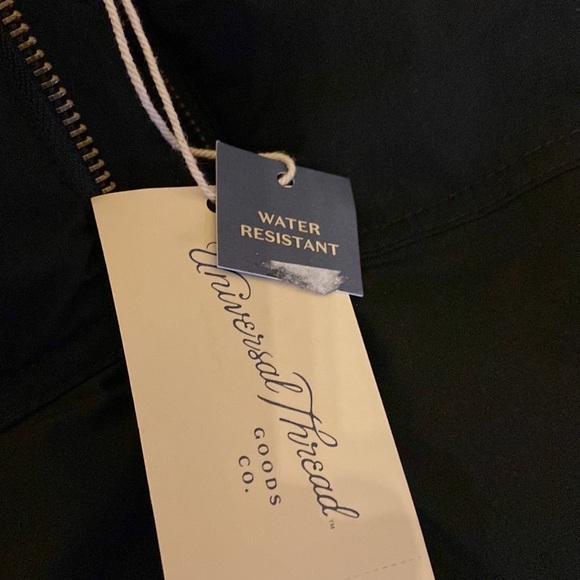 WATER
RESISTANT
Universal Thread™
GOODS
CO.